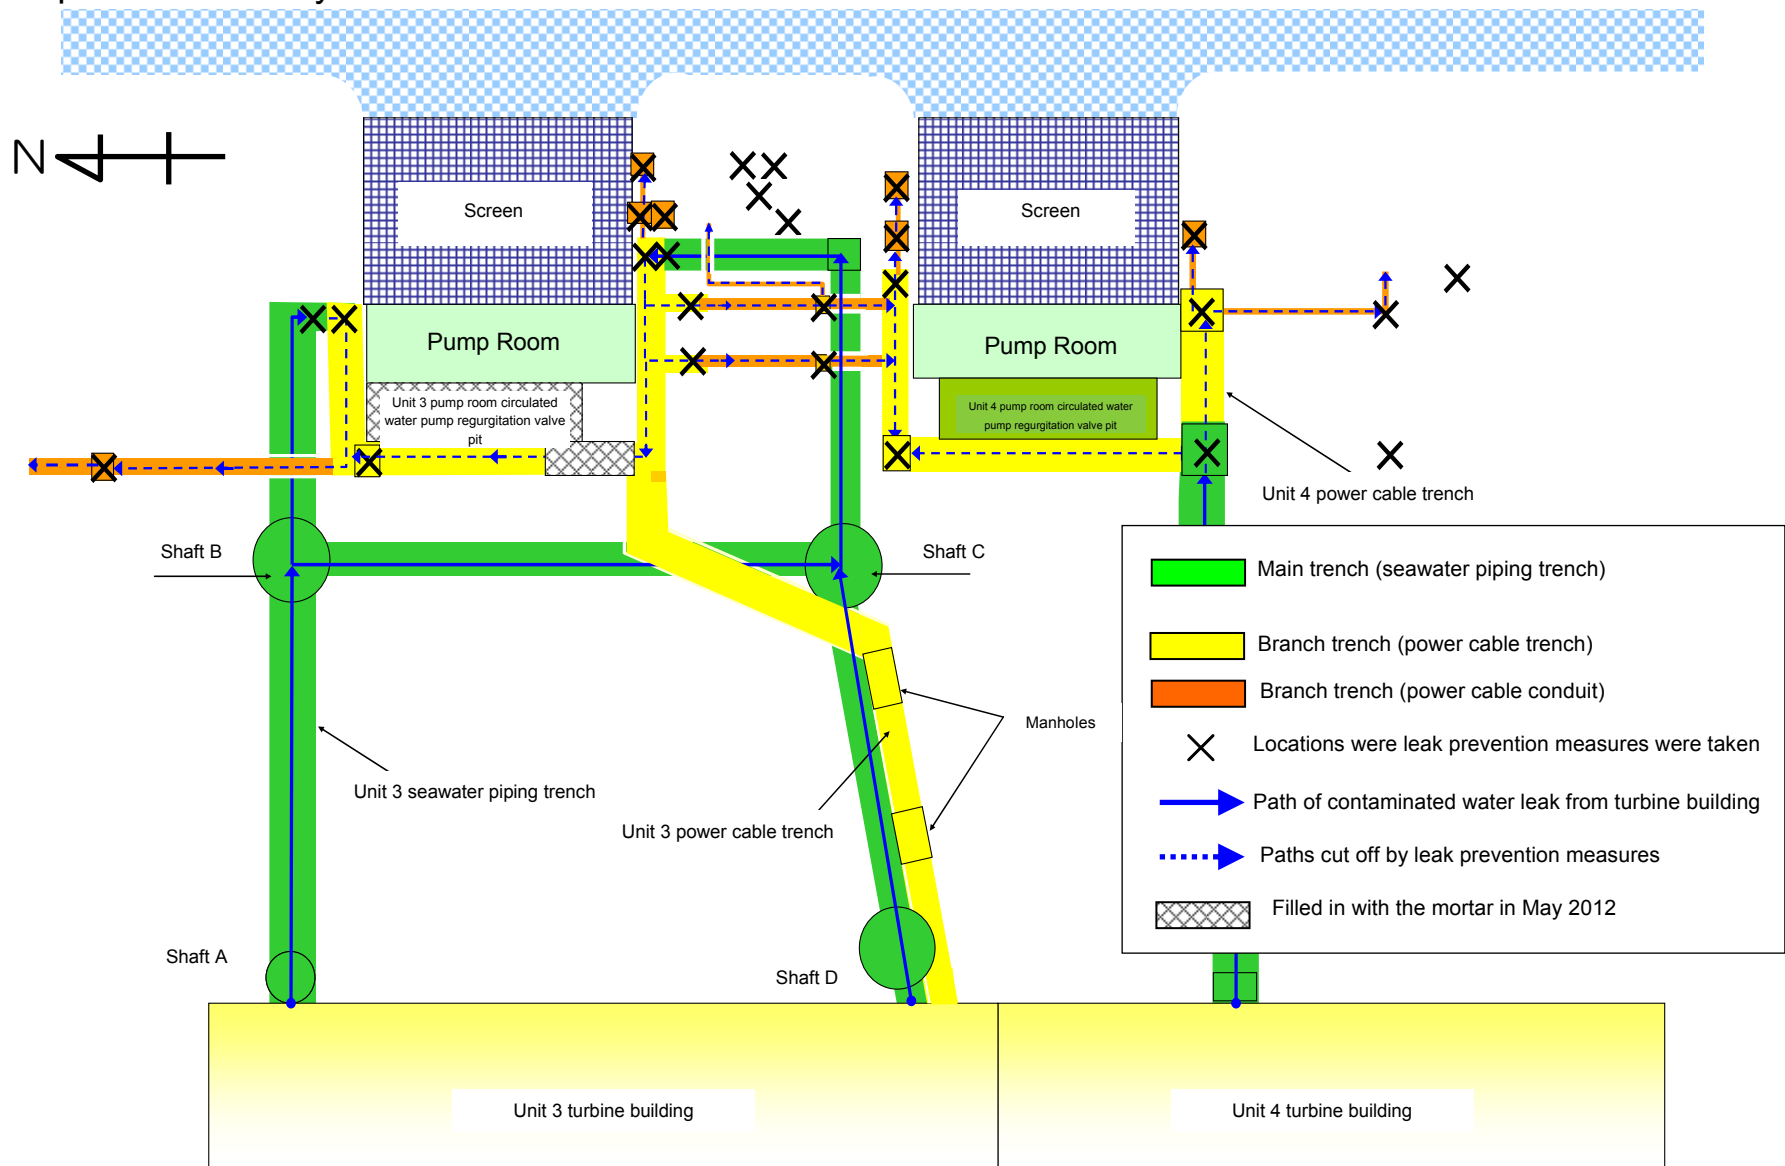 N
Screen
Screen
Pump Room
Pump Room
Unit 3 pump room circulated
water pump regurgitation valve
pit
Unit 4 pump room circulated water
pump regurgitation valve pit
Unit 4 power cable trench
Shaft B
Shaft C
Main trench (seawater piping trench)
Branch trench (power cable trench)
Branch trench (power cable conduit)
Manholes
Locations were leak prevention measures were taken
Unit 3 seawater piping trench
Path of contaminated water leak from turbine building
Unit 3 power cable trench
Paths cut off by leak prevention measures
Filled in with the mortar in May 2012
Shaft A
Shaft D
Unit 3 turbine building
Unit 4 turbine building